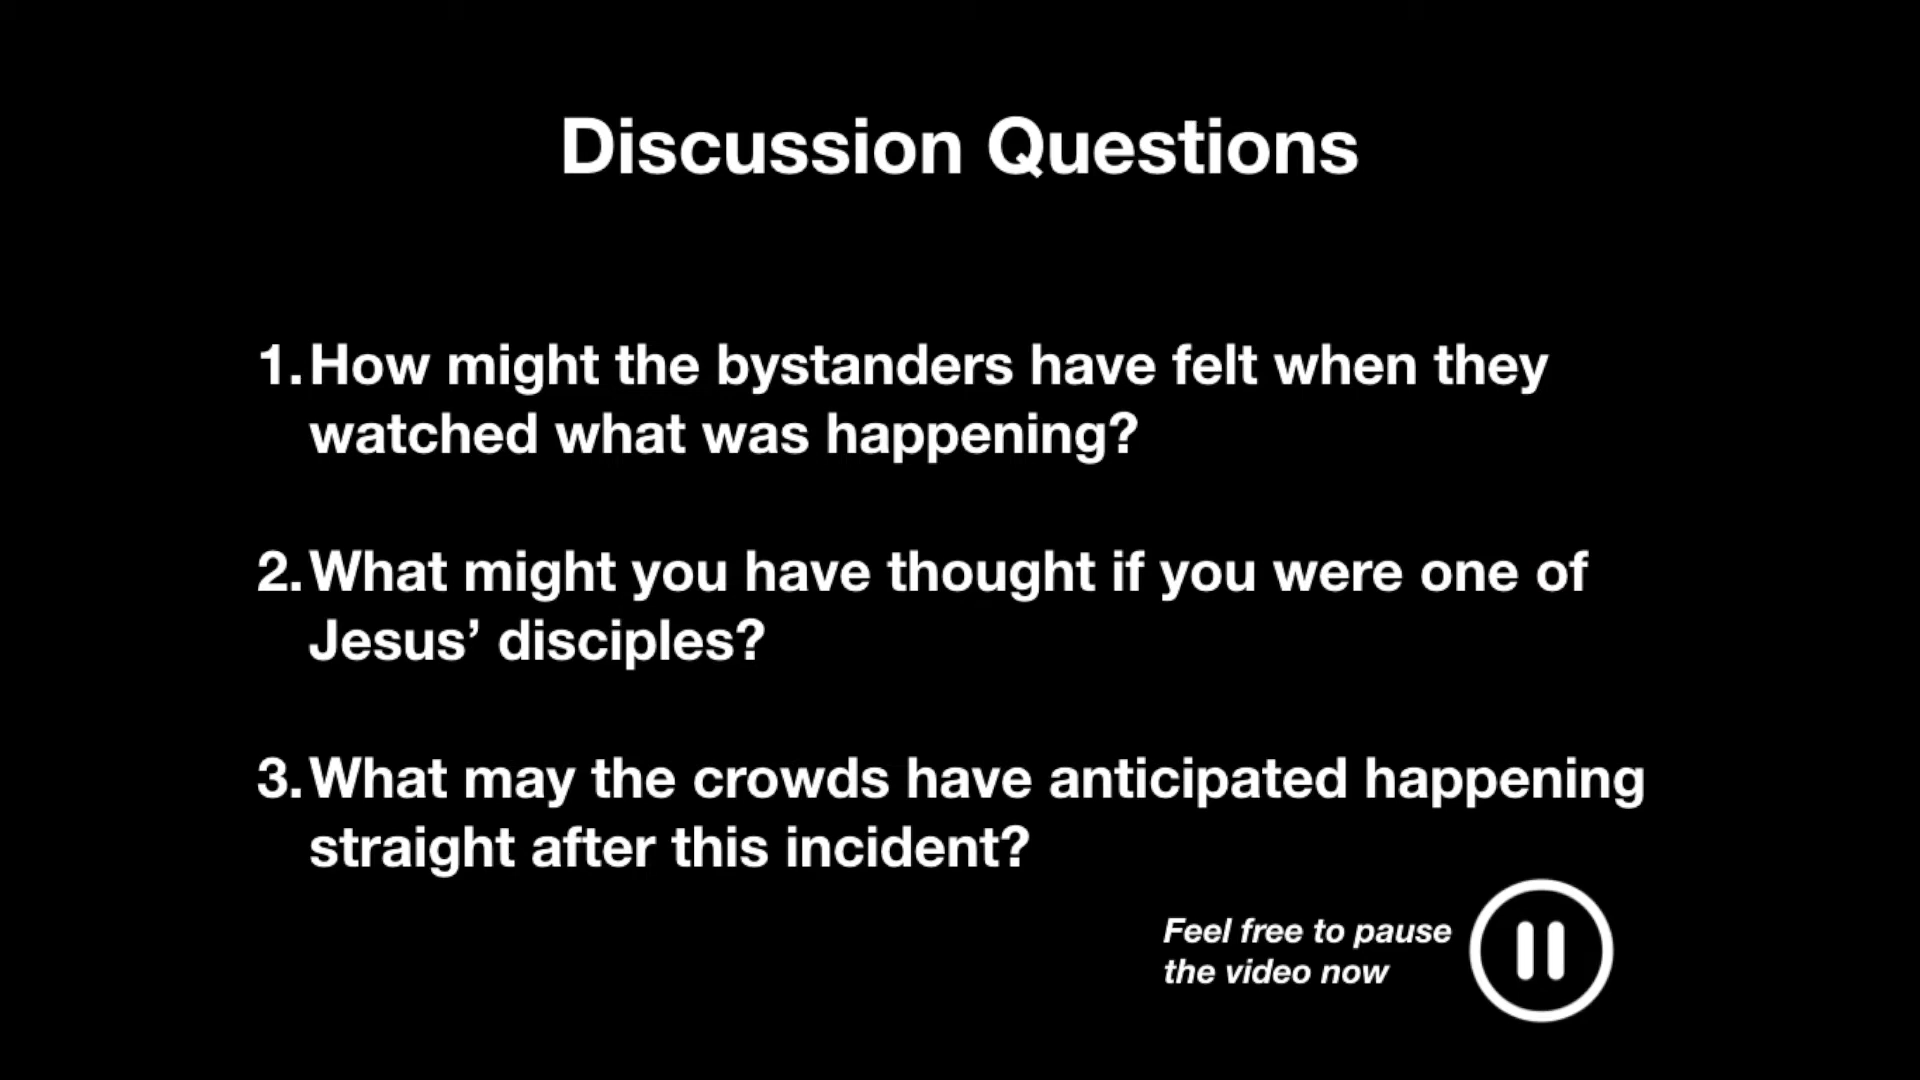 Discussion Questions
1. How might the bystanders have felt when they
watched what was happening?
2. What might you have thought if you were one of
Jesus’ disciples?
3. What may the crowds have anticipated happening
straight after this incident?
Feel free to pause
the video now